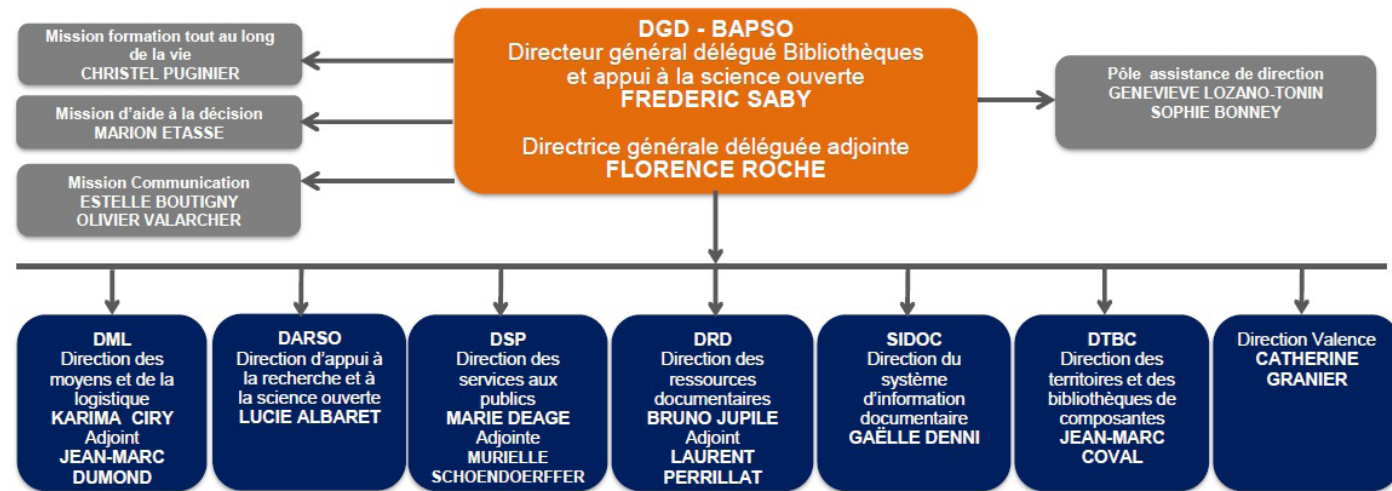 Mission formation tout au long
de la vie
CHRISTEL PUGINIER
Mission d'aide à la décision
MARION ETASSE
Mission Communication
ESTELLE BOUTIGNY
OLIVIER VALARCHER
DGD - BAPSO
Directeur général délégué Bibliothèques
et appui à la science ouverte
FREDERIC SABY
Directrice générale déléguée adjointe
FLORENCE ROCHE
Pôle assistance de direction
GENEVIEVE LOZANO-TONIN
SOPHIE BONNEY
DML
Direction des
moyens et de la
logistique
KARIMA CIRY
Adjoint
JEAN-MARC
DUMOND
DARSO
Direction d'appui à
la recherche et à
la science ouverte
LUCIE ALBARET
DSP
Direction des
services aux
publics
MARIE DEAGE
Adjointe
MURIELLE
SCHOENDOERFFER
DRD
Direction des
ressources
documentaires
BRUNO JUPILE
Adjoint
LAURENT
PERRILLAT
SIDOC
Direction du
système
d'information
documentaire
GAËLLE DENNI
DTBC
Direction des
territoires et des
bibliothèques de
composantes
JEAN-MARC
COVAL
Direction Valence
CATHERINE
GRANIER